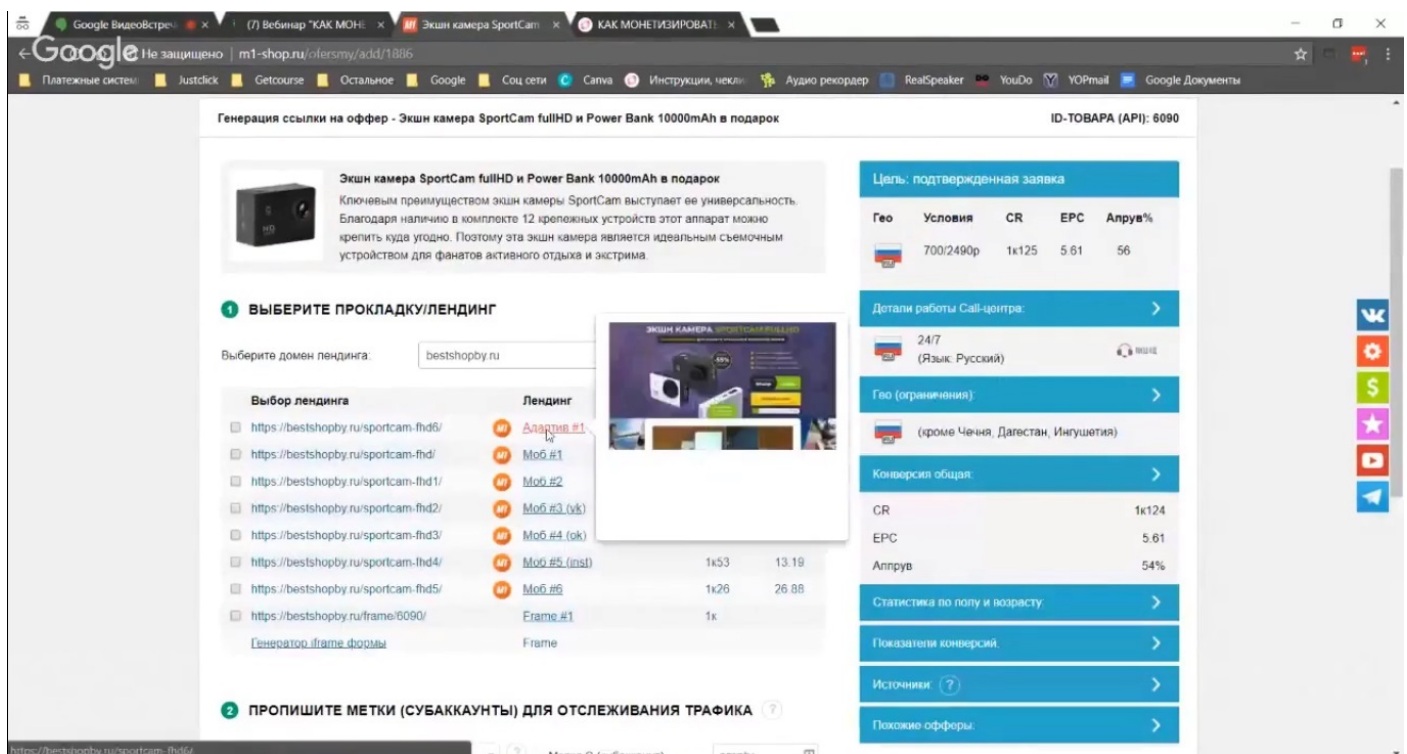 Google ВидеоВстре
(7) Вебинар "КАК МОН
Экшн камера SportCam
КАК МОНЕТИЗИРОВАТЬ
Google
Не защищено | m1-shop.ru/ofersmy/add/1886
Платежные систем
Justclick
Getcourse
Остальное
Google
Соц сети
Canva
Инструкции, чекли
Аудио рекордер
RealSpeaker
YouDo
YOPmail
Google Документы
Генерация ссылки на оффер - Экшн камера SportCam fullHD и Power Bank 10000mAh в подарок
ID-ТОВАРА (API): 6090
Экшн камера SportCam fullHD и Power Bank 10000mAh в подарок
Ключевым преимуществом экшн камеры SportCam выступает ее универсальность.
Благодаря наличию в комплекте 12 крепежных устройств этот аппарат можно
крепить куда угодно. Поэтому эта экшн камера является идеальным съемочным
устройством для фанатов активного отдыха и экстрима.
Цель: подтвержденная заявка
Гео Условия CR EPC Апрув%
700/2490р 1к125 5.61 56
1 ВЫБЕРИТЕ ПРОКЛАДКУ/ЛЕНДИНГ
Выберите домен лендинга: bestshopby.ru
ЭКШН КАМЕРА SPORTCAM FULLHD
Выбор лендинга Лендинг
https://bestshopby.ru/sportcam-fhd6/ Адаптив #1
https://bestshopby.ru/sportcam-fhd/ Моб #1
https://bestshopby.ru/sportcam-fhd1/ Моб #2
https://bestshopby.ru/sportcam-fhd2/ Моб #3 (vk)
https://bestshopby.ru/sportcam-fhd3/ Моб #4 (ok)
https://bestshopby.ru/sportcam-fhd4/ Моб #5 (inst) 1к53 13.19
https://bestshopby.ru/sportcam-fhd5/ Моб #6 1к26 26.88
https://bestshopby.ru/frame/6090/ Frame #1 1к
Генератор iframe формы Frame
Детали работы Call-центра:
24/7
(Язык: Русский)
Гео (ограничения):
(кроме Чечня, Дагестан, Ингушетия)
Конверсия общая:
CR 1к124
EPC 5.61
Аппрув 54%
Статистика по полу и возрасту:
Показатели конверсий:
Источники: ?
Похожие офферы:
2 ПРОПИШИТЕ МЕТКИ (СУБАККАУНТЫ) ДЛЯ ОТСЛЕЖИВАНИЯ ТРАФИКА ?
https://bestshopby.ru/sportcam-fhd6/